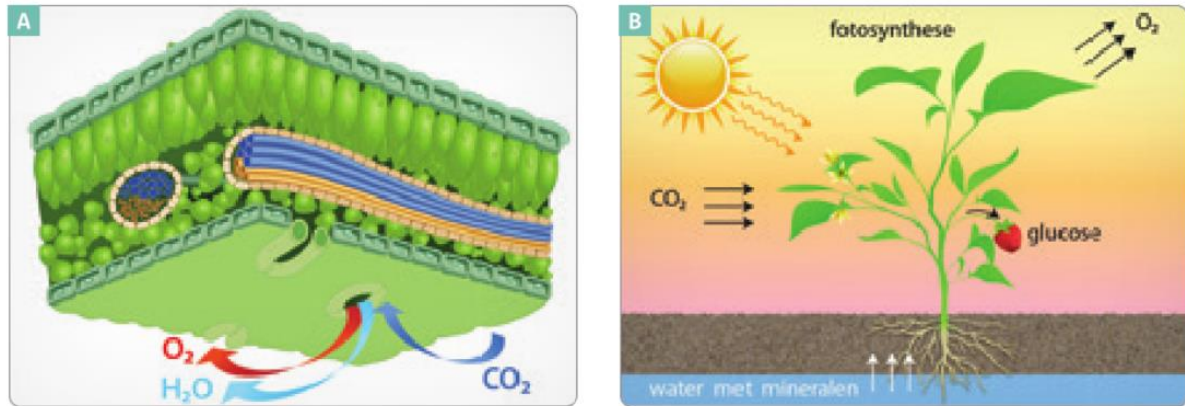 A
O₂
H₂O
CO₂
B
fotosynthese
O₂
CO₂
glucose
water met mineralen